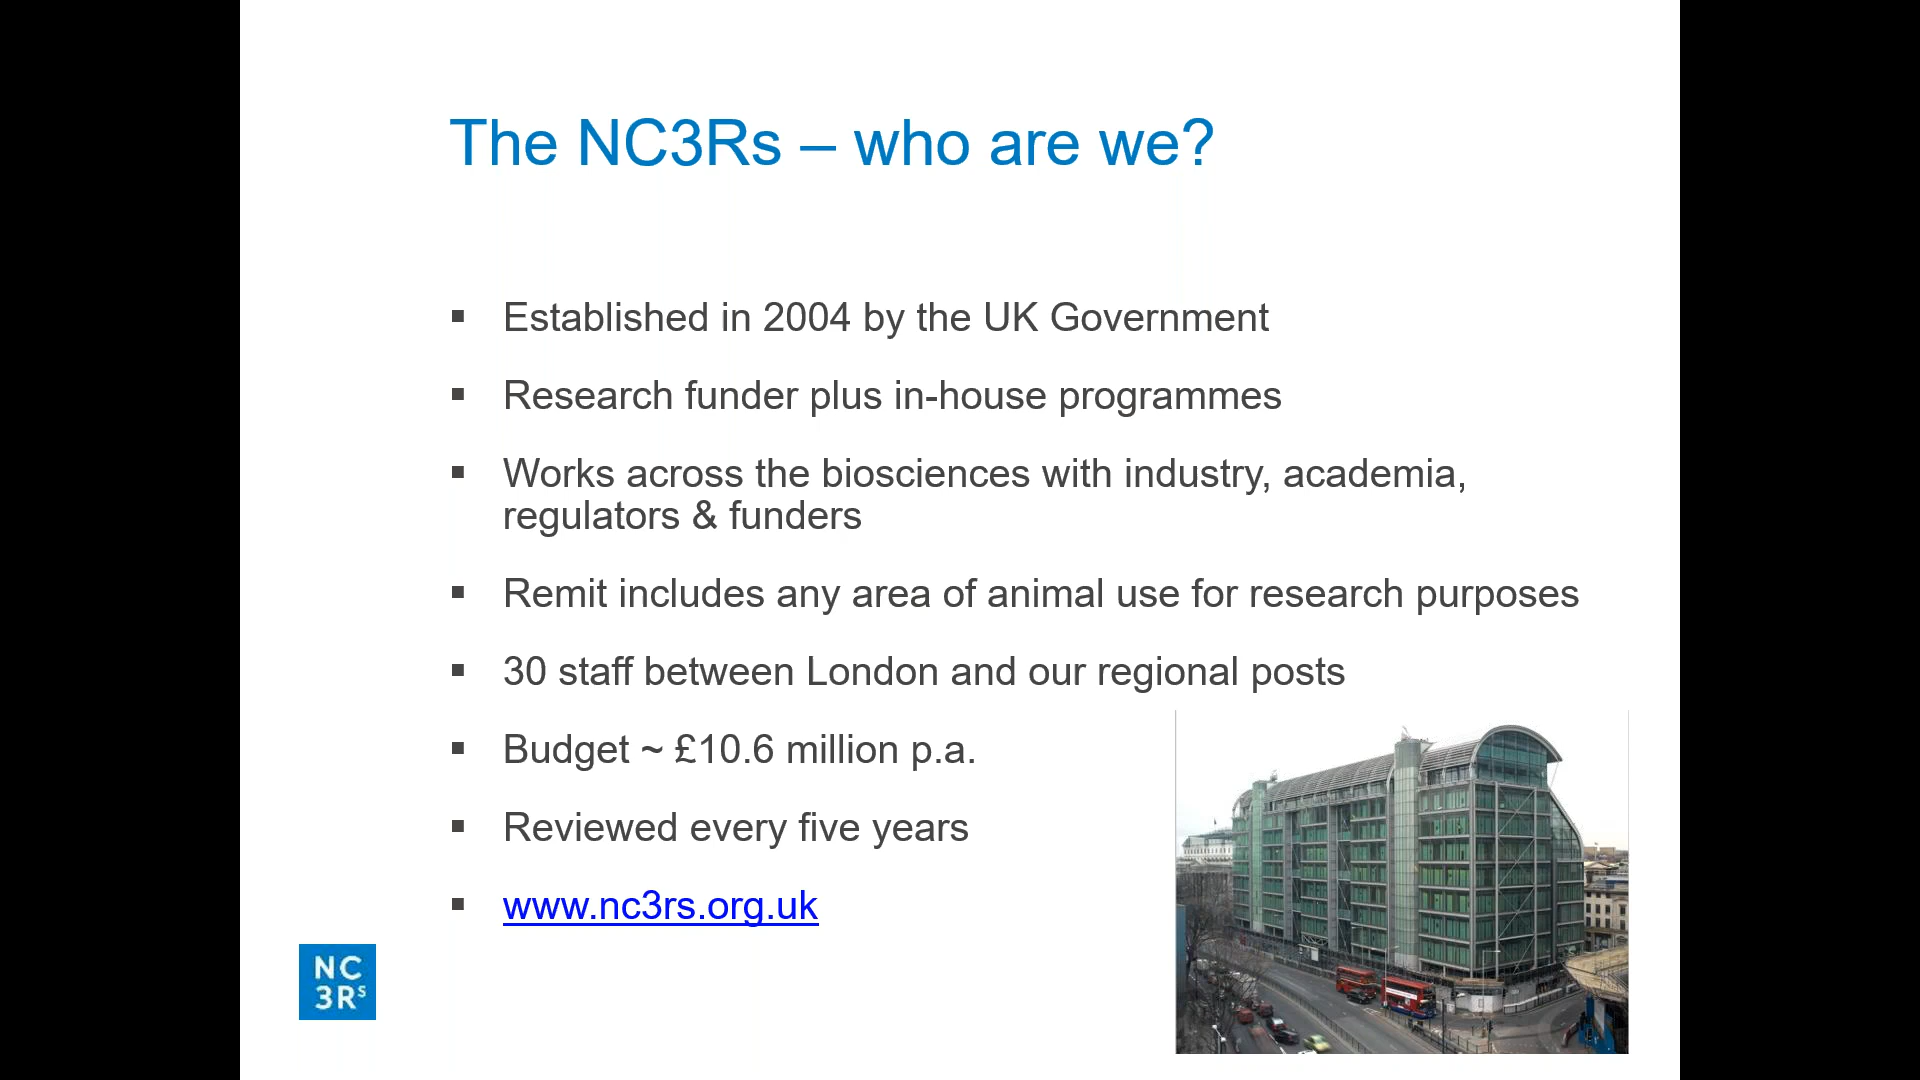 The NC3Rs – who are we?
▪ Established in 2004 by the UK Government
▪ Research funder plus in-house programmes
▪ Works across the biosciences with industry, academia,
regulators & funders
▪ Remit includes any area of animal use for research purposes
▪ 30 staff between London and our regional posts
▪ Budget ~ £10.6 million p.a.
▪ Reviewed every five years
▪ www.nc3rs.org.uk
NC
3Rs